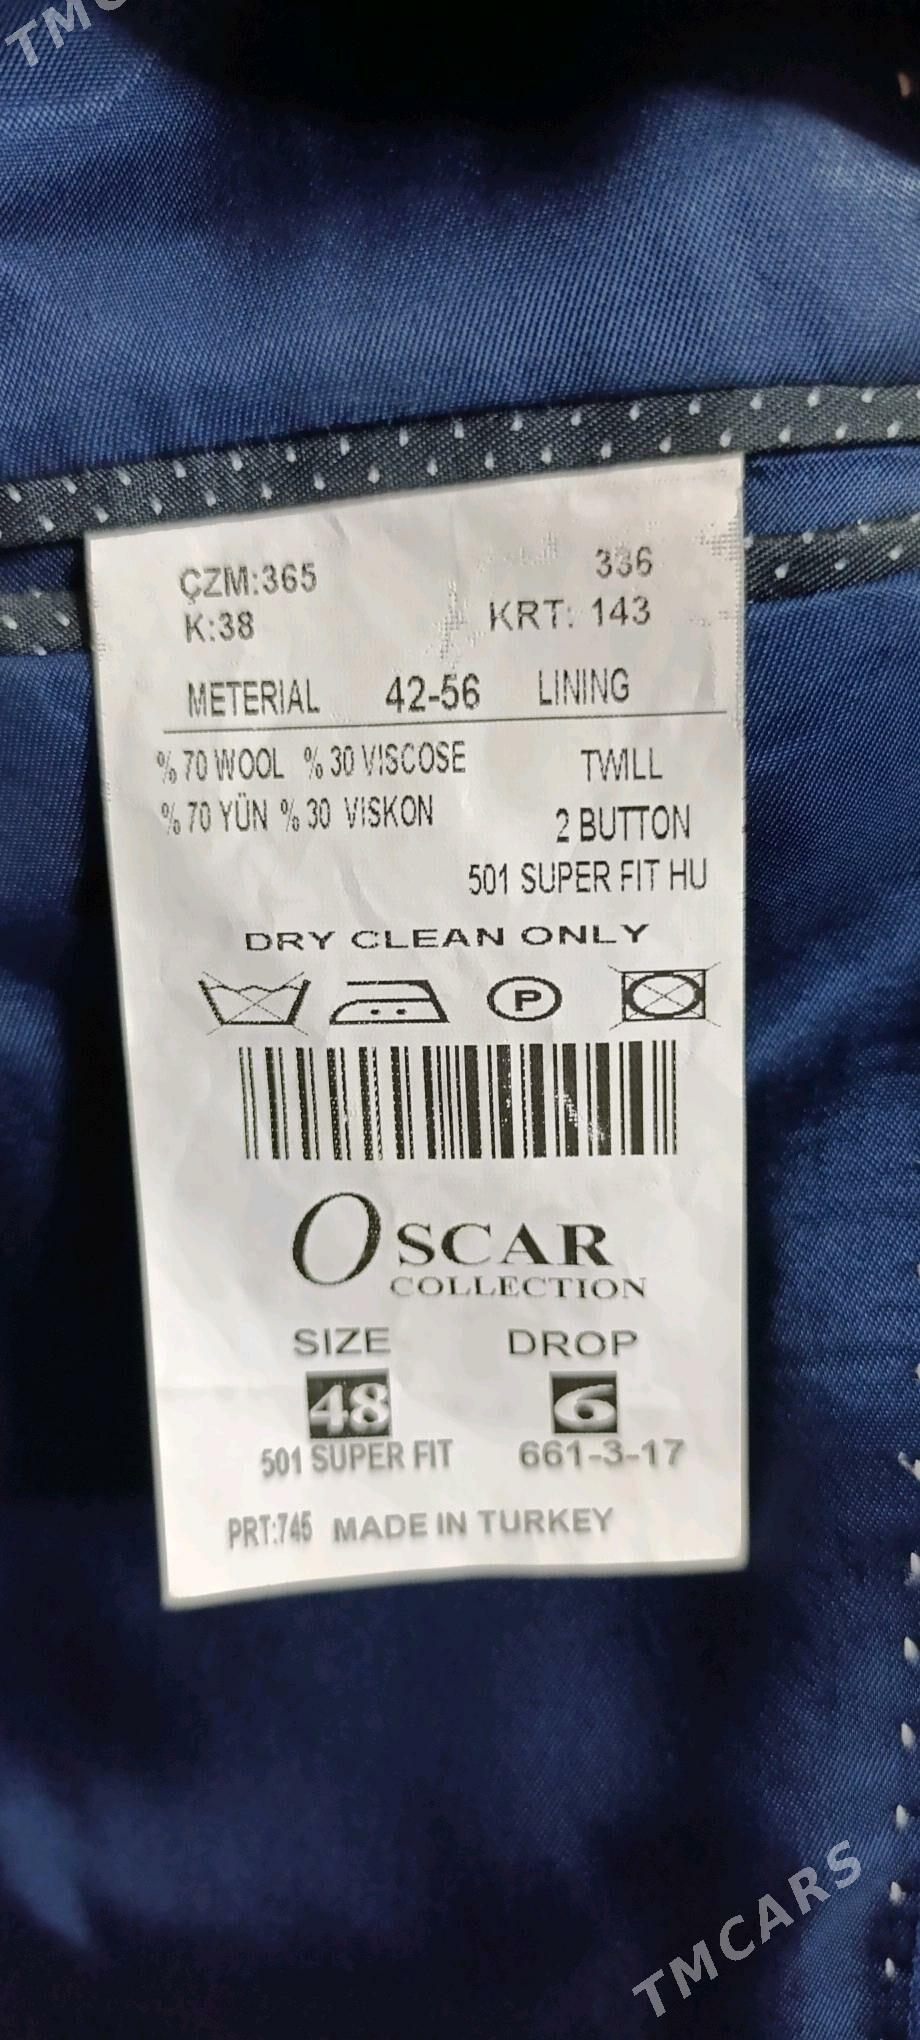 TMC
ÇZM:365 336
K:38 KRT: 143
METERIAL 42-56 LINING
% 70 WOOL % 30 VISCOSE TWILL
% 70 YÜN % 30 VISKON 2 BUTTON
501 SUPER FIT HU
DRY CLEAN ONLY
P
OSCAR
COLLECTION
SIZE DROP
48 6
501 SUPER FIT 661-3-17
PRT:745 MADE IN TURKEY
TMCARS